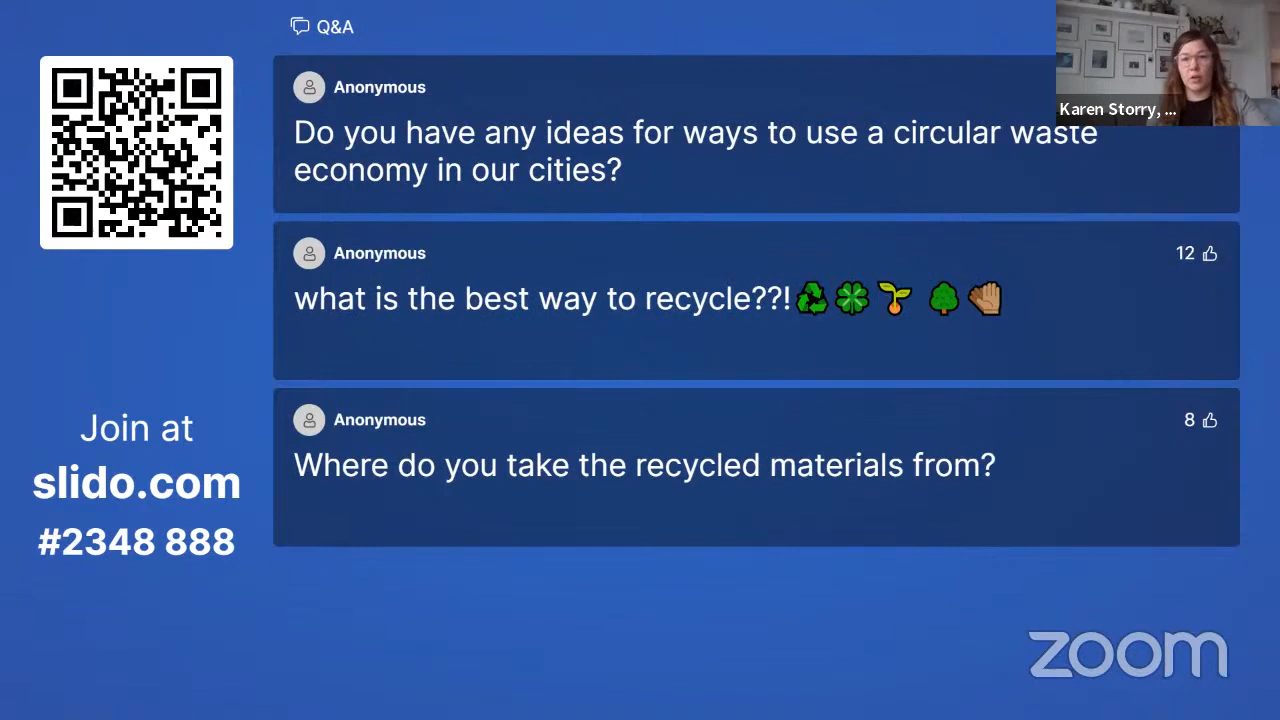 Q&A
Karen Storry, ...
Anonymous
Do you have any ideas for ways to use a circular waste
economy in our cities?
Anonymous
12
what is the best way to recycle??!♻️🍀🌱 🌳👏🏽
Anonymous
8
Where do you take the recycled materials from?
Join at
slido.com
#2348 888
zoom